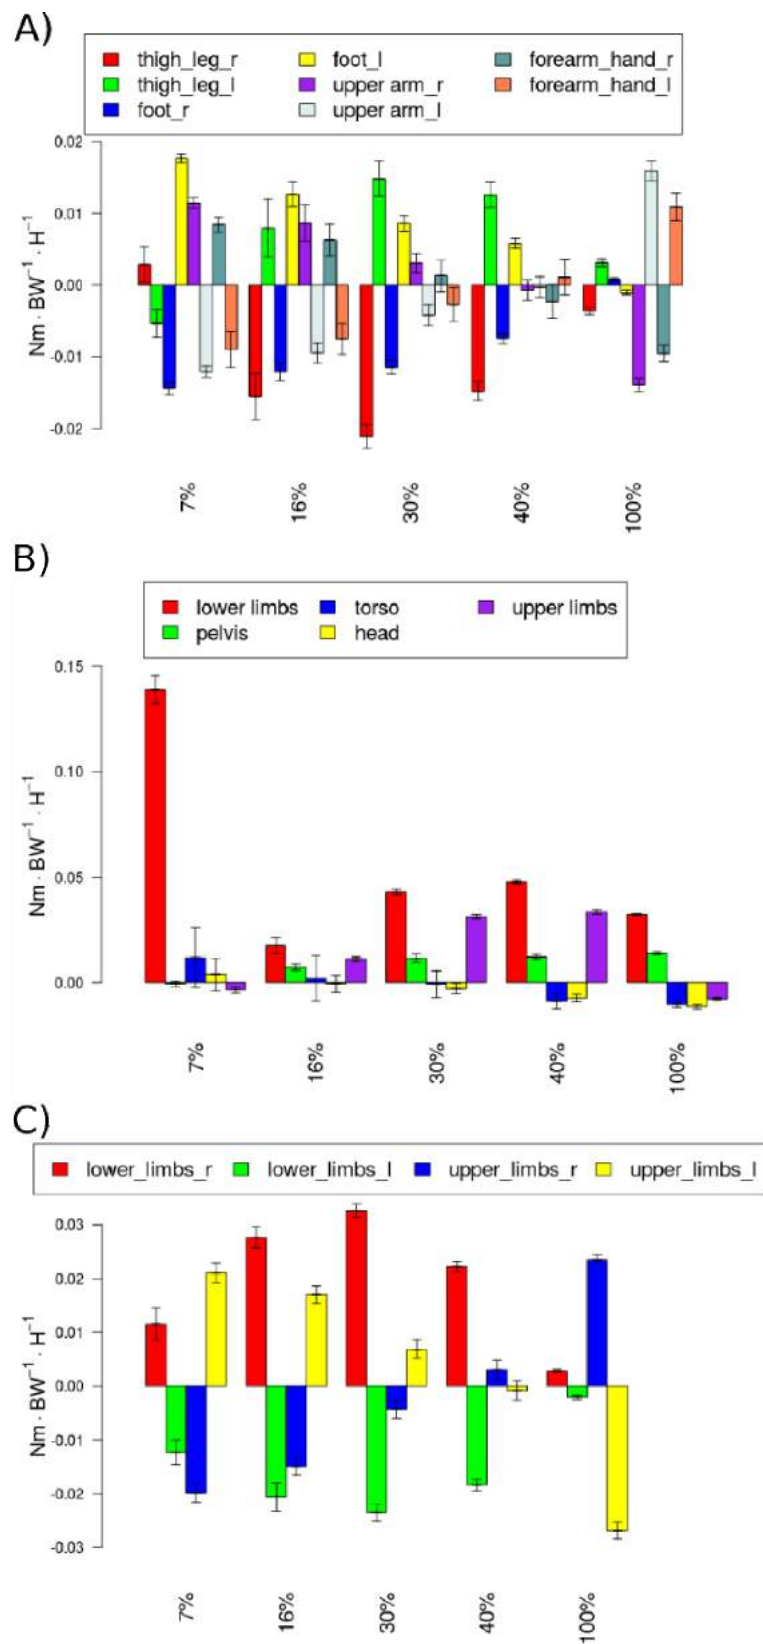 A)
thigh_leg_r foot_l forearm_hand_r
thigh_leg_l upper arm_r forearm_hand_l
foot_r upper arm_l
0.02
0.01
0.00
-0.01
-0.02
Nm · BW⁻¹ · H⁻¹
7% 16% 30% 40% 100%
B)
lower limbs torso upper limbs
pelvis head
0.15
0.10
0.05
0.00
Nm · BW⁻¹ · H⁻¹
7% 16% 30% 40% 100%
C)
lower_limbs_r lower_limbs_l upper_limbs_r upper_limbs_l
0.03
0.02
0.01
0.00
-0.01
-0.02
-0.03
Nm · BW⁻¹ · H⁻¹
7% 16% 30% 40% 100%